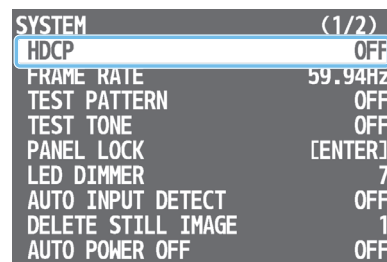 SYSTEM (1/2)
HDCP OFF
FRAME RATE 59.94Hz
TEST PATTERN OFF
TEST TONE OFF
PANEL LOCK [ENTER]
LED DIMMER 7
AUTO INPUT DETECT OFF
DELETE STILL IMAGE 1
AUTO POWER OFF OFF